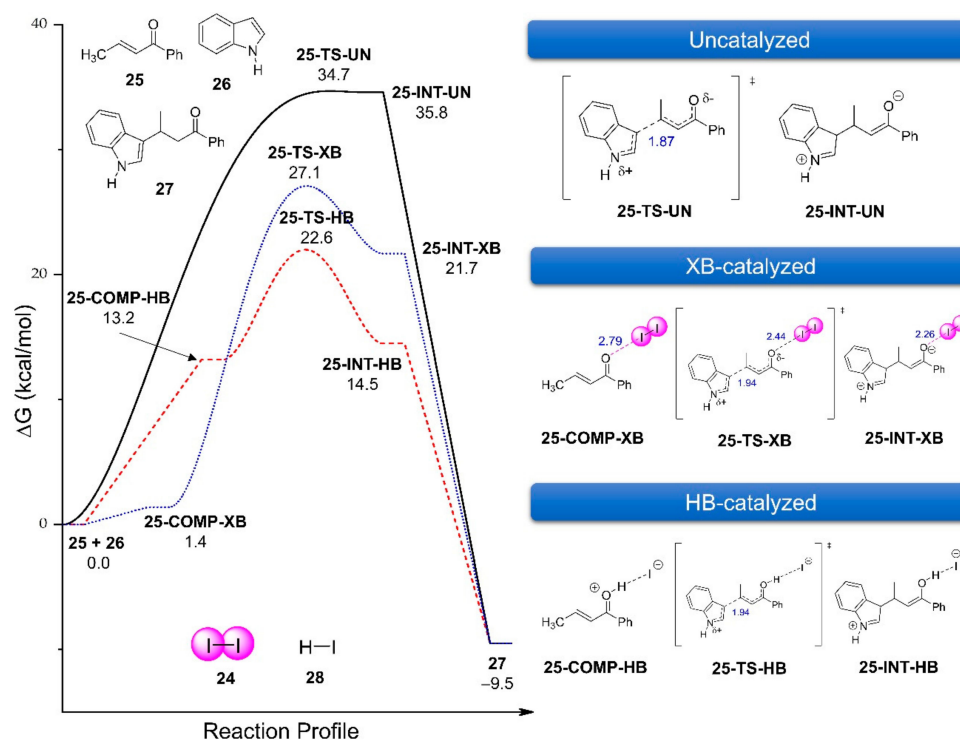 40
20
0
ΔG (kcal/mol)
Reaction Profile
O
H₃C
Ph
25
N
H
26
O
Ph
N
H
27
25-TS-UN
34.7
25-INT-UN
35.8
25-TS-XB
27.1
25-TS-HB
22.6
25-INT-XB
21.7
25-COMP-HB
13.2
25-INT-HB
14.5
25-COMP-XB
1.4
25 + 26
0.0
I I
24
H I
28
27
−9.5
Uncatalyzed
‡
O δ-
Ph
1.87
N δ+
H
25-TS-UN
O ⊖
Ph
N
⊕
H
25-INT-UN
XB-catalyzed
I I
2.79
O
H₃C
Ph
25-COMP-XB
‡
I I
2.44
O
δ-
Ph
1.94
N δ+
H
25-TS-XB
I
2.26
O
⊖
Ph
⊖
N
H
25-INT-XB
HB-catalyzed
H I ⊖
⊕ O
H₃C
Ph
25-COMP-HB
‡
H I ⊖
O
Ph
1.94
N δ+
H
25-TS-HB
H I ⊖
O
Ph
N
⊕
H
25-INT-HB